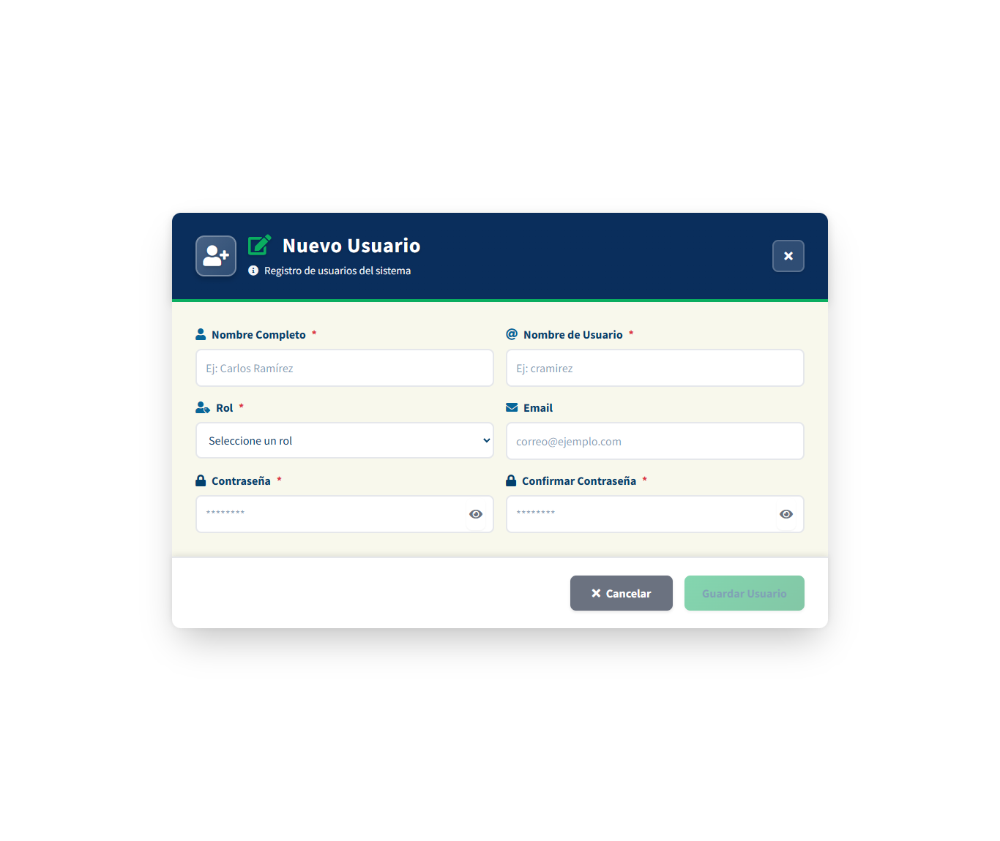 Nuevo Usuario
Registro de usuarios del sistema
Nombre Completo *
Nombre de Usuario *
Ej: Carlos Ramírez
Ej: cramirez
Rol *
Email
Seleccione un rol
correo@ejemplo.com
Contraseña *
Confirmar Contraseña *
********
********
Cancelar
Guardar Usuario